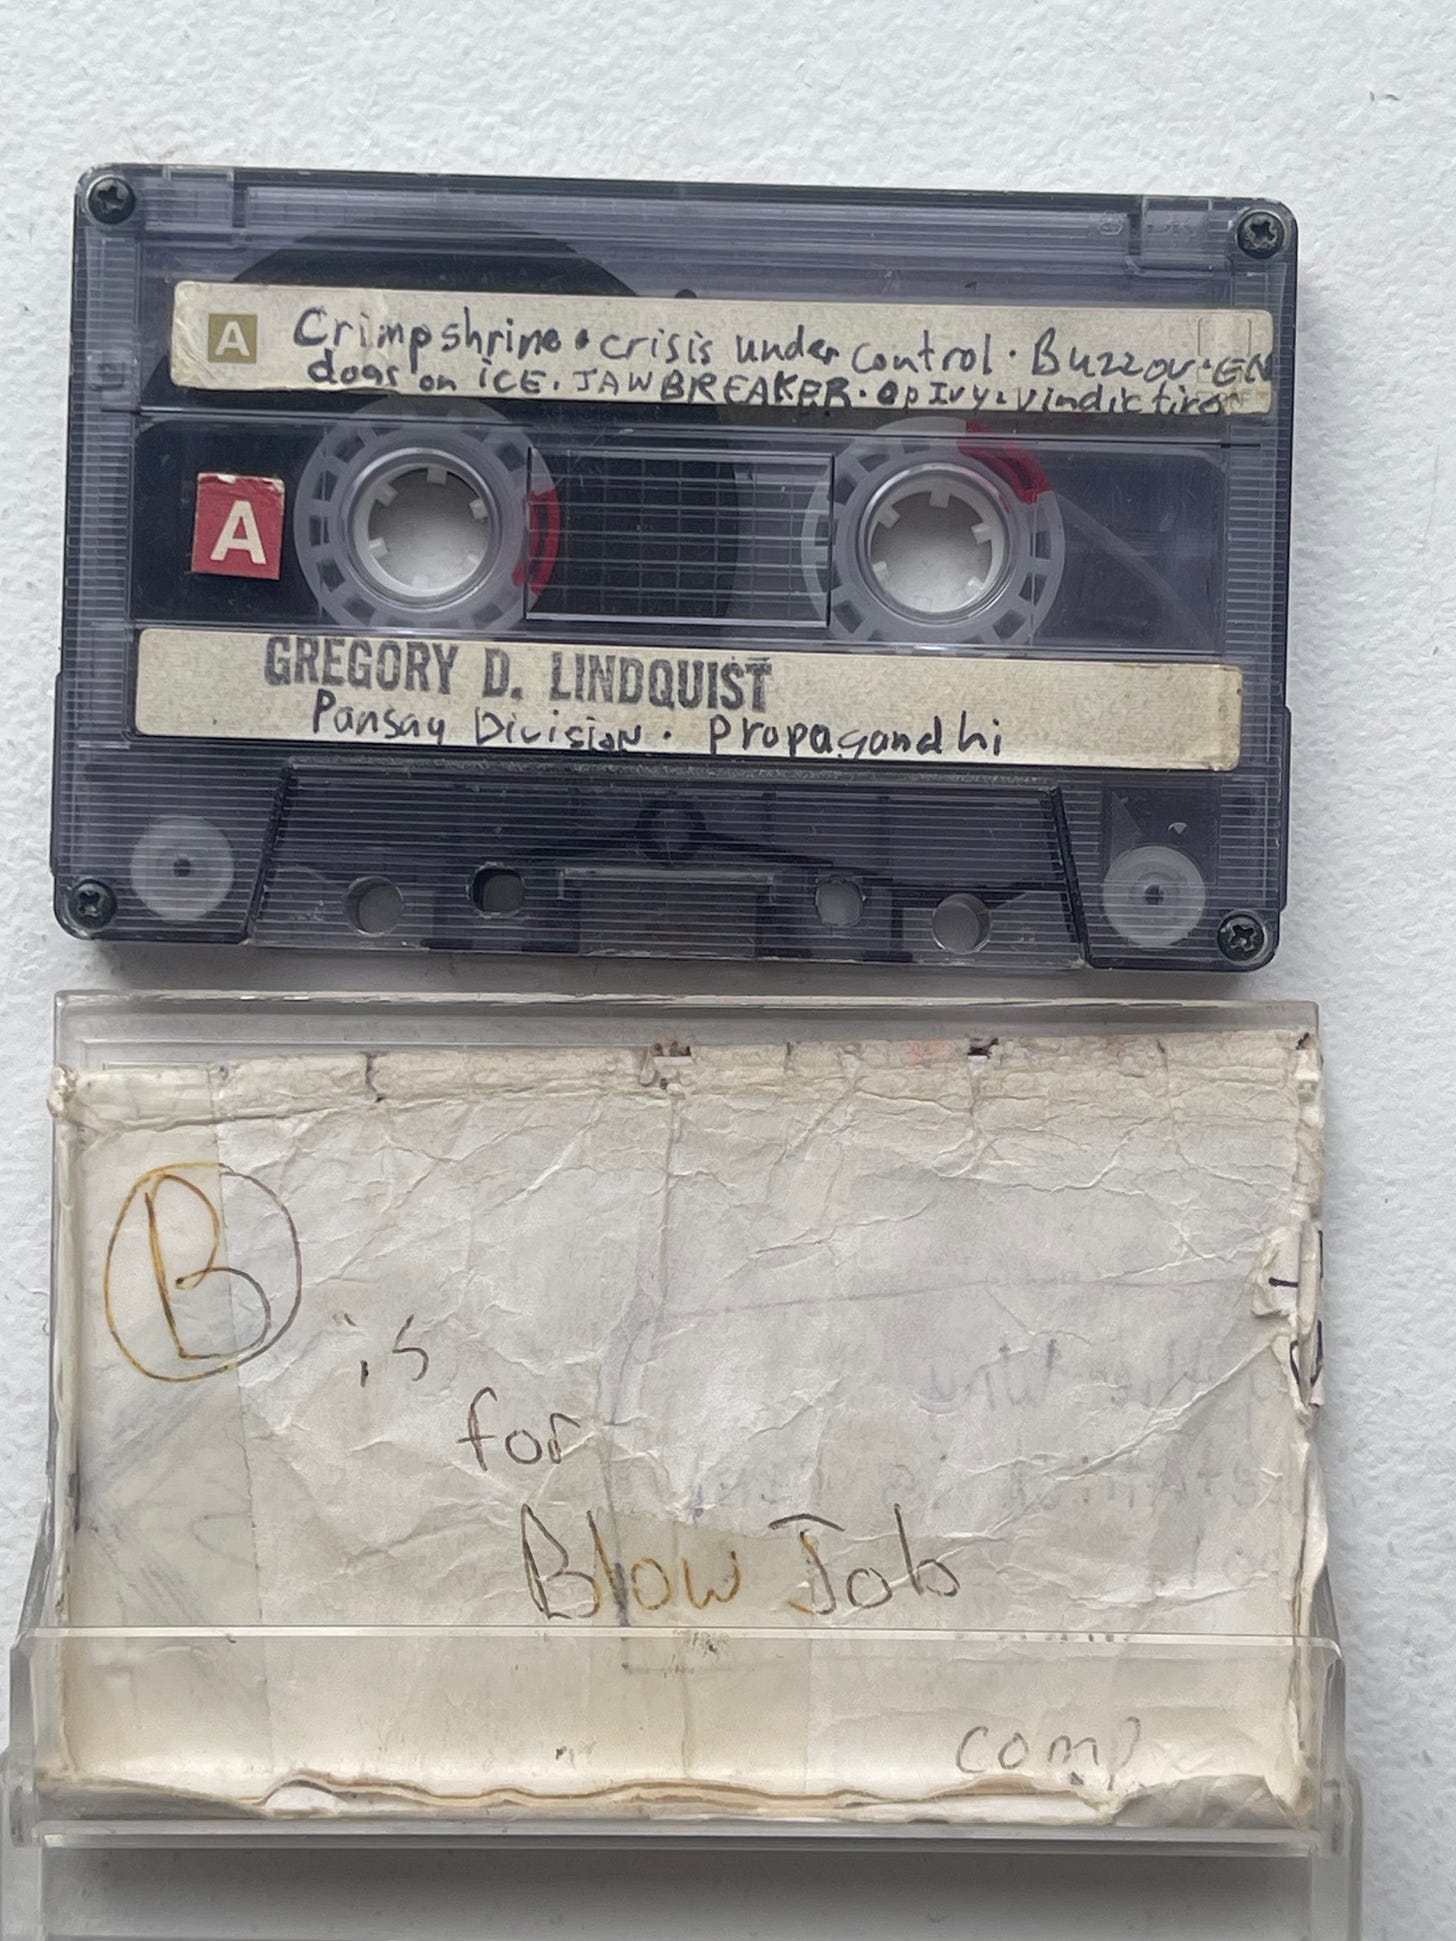 A Crimpshrine • crisis under control • Buzzov•EN
dogs on iCE. JAWBREAKER. Op Ivy. Vindictives
A
GREGORY D. LINDQUIST
Pansay Division. Propagandhi
B
is
for
Blow Job
comp